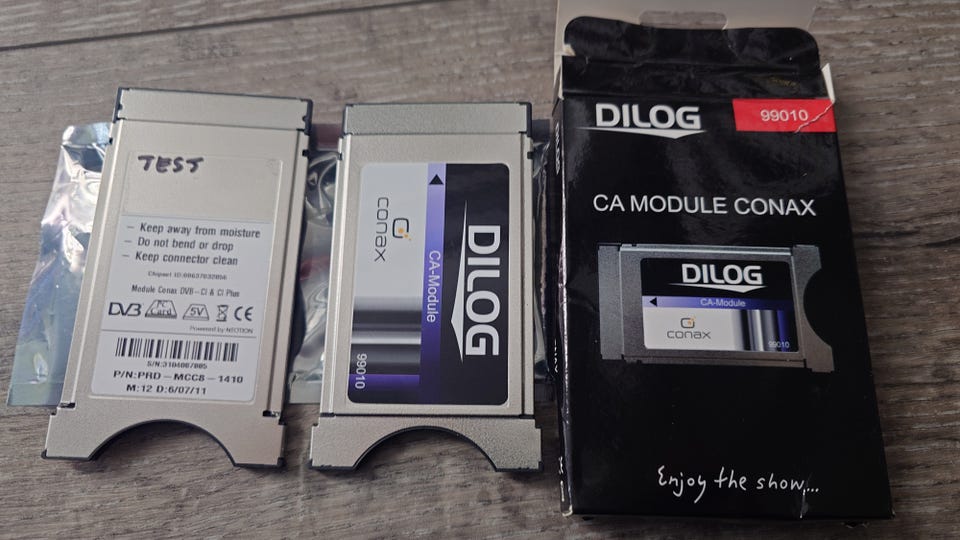 TEST
– Keep away from moisture
– Do not bend or drop
– Keep connector clean
Module Conax DVB-CI & CI Plus
DVB PC Card 5V CE
Powered by NEOTION
S/N:3104087885
P/N:PRD-MCC8-1410
M:12 D:6/07/11
conax
CA-Module
DILOG
99010
DILOG
99010
CA MODULE CONAX
DILOG
CA-Module
conax
99010
Enjoy the show....